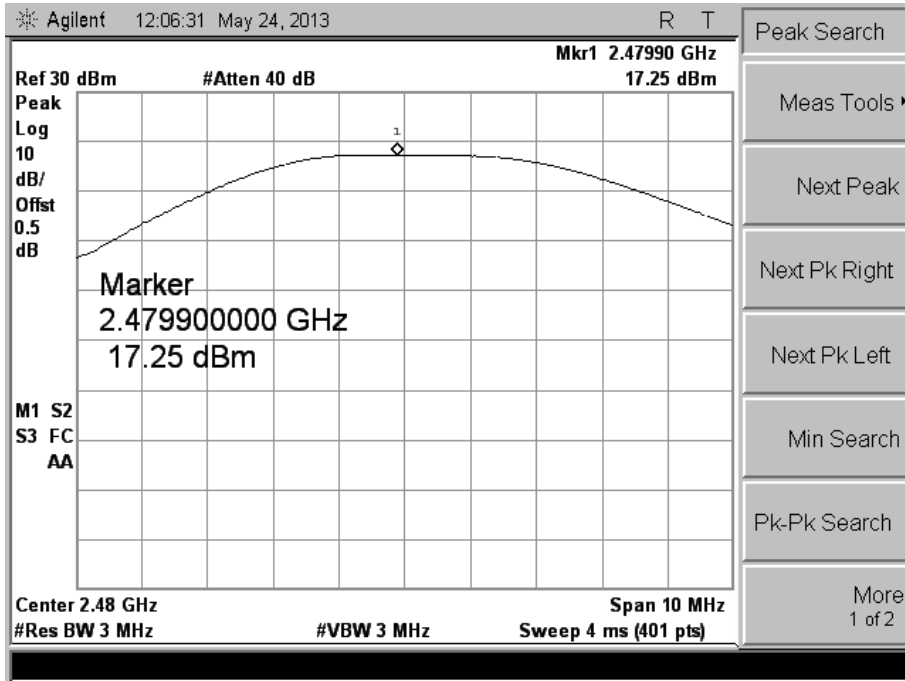 Agilent 12:06:31 May 24, 2013 R T
Mkr1 2.47990 GHz
Ref 30 dBm #Atten 40 dB 17.25 dBm
Peak
Log
10
dB/
Offst
0.5
dB
1
Marker
2.479900000 GHz
17.25 dBm
M1 S2
S3 FC
AA
Center 2.48 GHz Span 10 MHz
#Res BW 3 MHz #VBW 3 MHz Sweep 4 ms (401 pts)
Peak Search
Meas Tools
Next Peak
Next Pk Right
Next Pk Left
Min Search
Pk-Pk Search
More
1 of 2